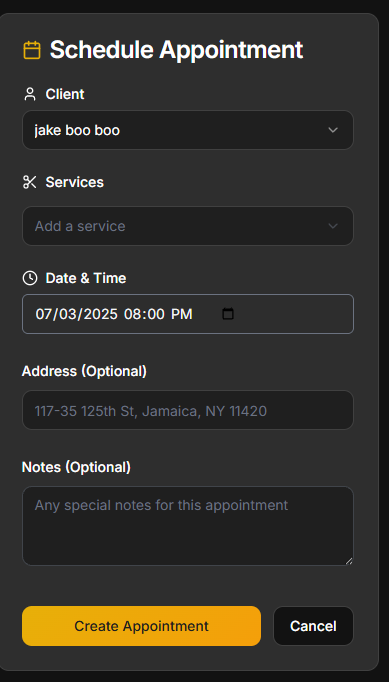 Schedule Appointment
Client
jake boo boo
Services
Add a service
Date & Time
07/03/2025 08:00 PM
Address (Optional)
117-35 125th St, Jamaica, NY 11420
Notes (Optional)
Any special notes for this appointment
Create Appointment
Cancel